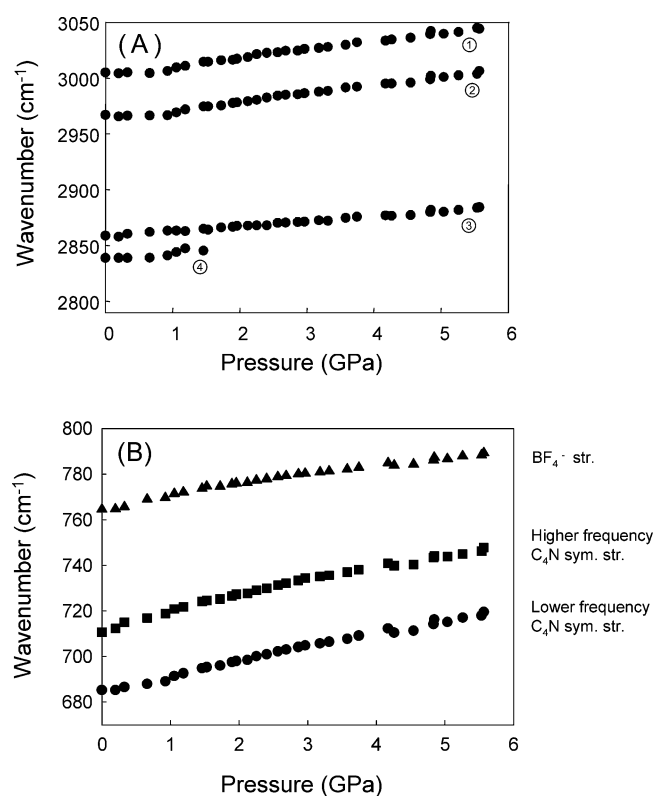 (A)
Wavenumber (cm⁻¹)
3050
3000
2950
2900
2850
2800
①
②
③
④
0 1 2 3 4 5 6
Pressure (GPa)
(B)
Wavenumber (cm⁻¹)
800
780
760
740
720
700
680
BF₄⁻ str.
Higher frequency
C₄N sym. str.
Lower frequency
C₄N sym. str.
0 1 2 3 4 5 6
Pressure (GPa)